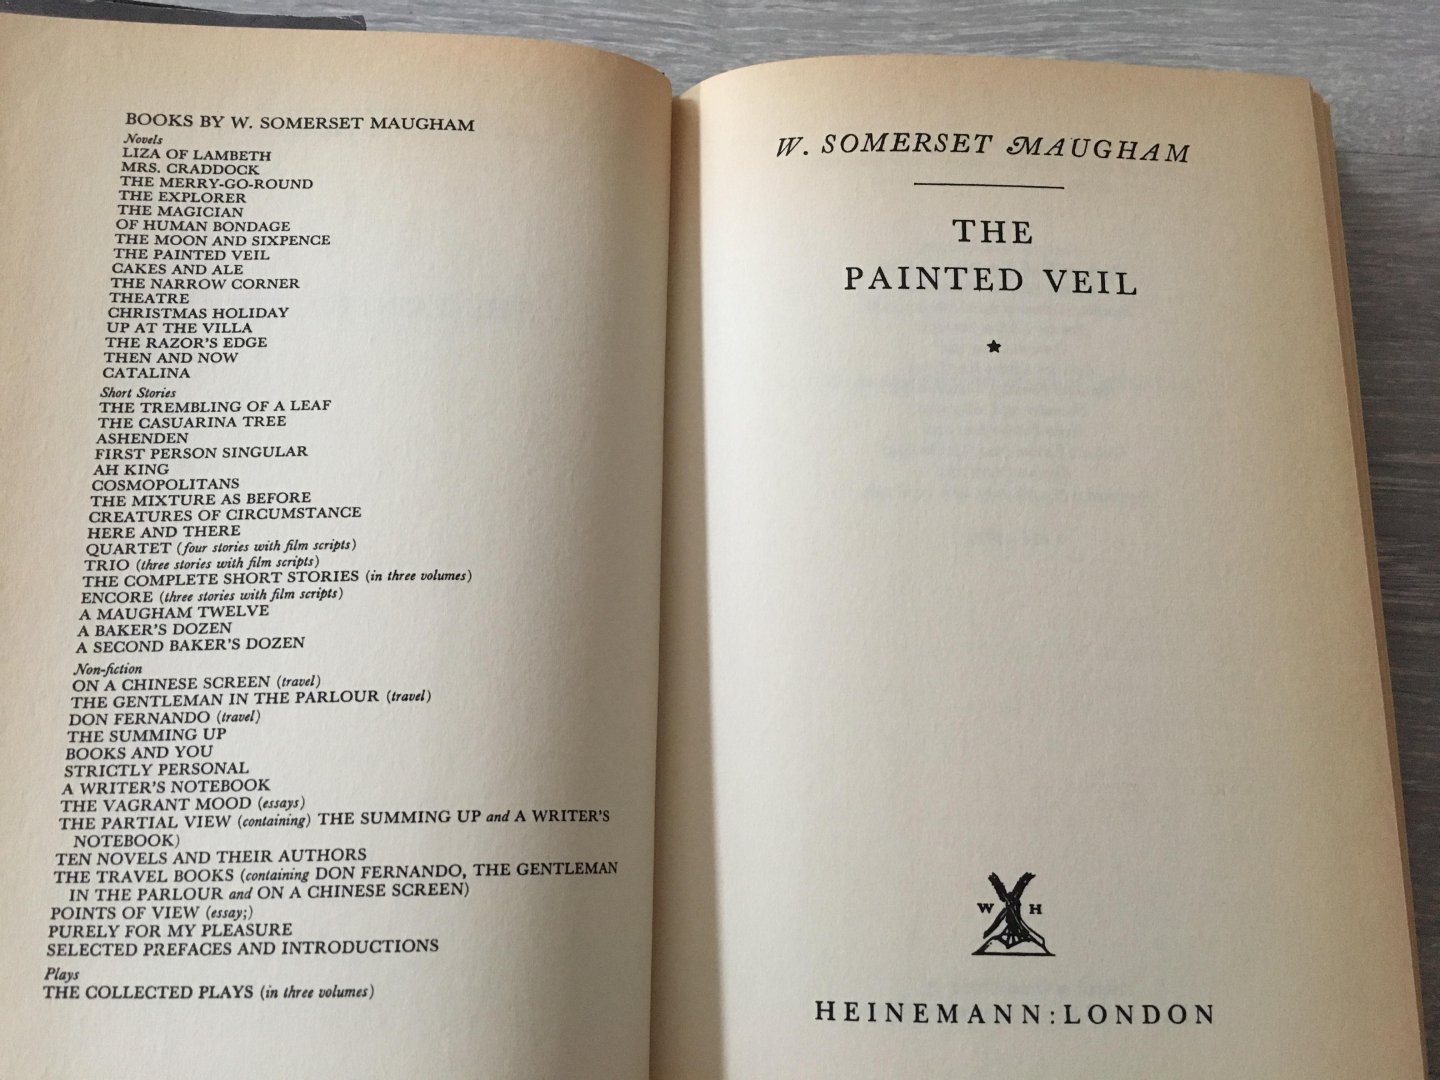 BOOKS BY W. SOMERSET MAUGHAM
Novels
LIZA OF LAMBETH
MRS. CRADDOCK
THE MERRY-GO-ROUND
THE EXPLORER
THE MAGICIAN
OF HUMAN BONDAGE
THE MOON AND SIXPENCE
THE PAINTED VEIL
CAKES AND ALE
THE NARROW CORNER
THEATRE
CHRISTMAS HOLIDAY
UP AT THE VILLA
THE RAZOR'S EDGE
THEN AND NOW
CATALINA
Short Stories
THE TREMBLING OF A LEAF
THE CASUARINA TREE
ASHENDEN
FIRST PERSON SINGULAR
AH KING
COSMOPOLITANS
THE MIXTURE AS BEFORE
CREATURES OF CIRCUMSTANCE
HERE AND THERE
QUARTET (four stories with film scripts)
TRIO (three stories with film scripts)
THE COMPLETE SHORT STORIES (in three volumes)
ENCORE (three stories with film scripts)
A MAUGHAM TWELVE
A BAKER'S DOZEN
A SECOND BAKER'S DOZEN
Non-fiction
ON A CHINESE SCREEN (travel)
THE GENTLEMAN IN THE PARLOUR (travel)
DON FERNANDO (travel)
THE SUMMING UP
BOOKS AND YOU
STRICTLY PERSONAL
A WRITER'S NOTEBOOK
THE VAGRANT MOOD (essays)
THE PARTIAL VIEW (containing) THE SUMMING UP and A WRITER'S
NOTEBOOK)
TEN NOVELS AND THEIR AUTHORS
THE TRAVEL BOOKS (containing DON FERNANDO, THE GENTLEMAN
IN THE PARLOUR and ON A CHINESE SCREEN)
POINTS OF VIEW (essay;)
PURELY FOR MY PLEASURE
SELECTED PREFACES AND INTRODUCTIONS
Plays
THE COLLECTED PLAYS (in three volumes)
W. SOMERSET MAUGHAM
THE
PAINTED VEIL
W H
HEINEMANN:LONDON